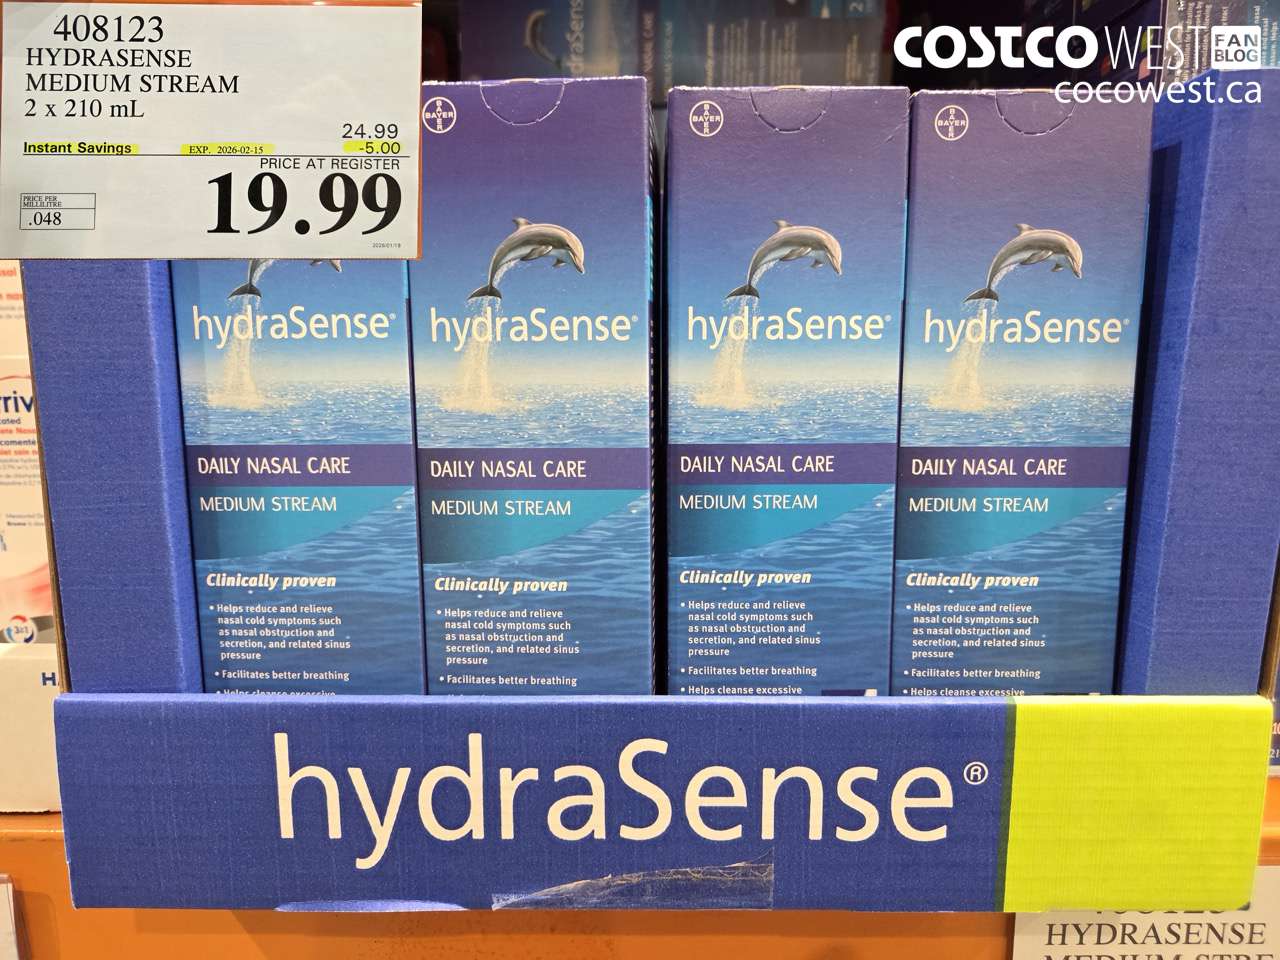 408123
HYDRASENSE
MEDIUM STREAM
2 x 210 mL
24.99
Instant Savings EXP. 2026-02-15 -5.00
PRICE AT REGISTER
19.99
PRICE PER
MILLILITRE
.048
2026/01/19
COSTCO WEST FAN BLOG
cocowest.ca
BAYER
BAYER
BAYER
hydraSense®
hydraSense®
hydraSense®
hydraSense®
DAILY NASAL CARE
MEDIUM STREAM
Clinically proven
• Helps reduce and relieve
nasal cold symptoms such
as nasal obstruction and
secretion, and related sinus
pressure
• Facilitates better breathing
• Helps cleanse excessive
DAILY NASAL CARE
MEDIUM STREAM
Clinically proven
• Helps reduce and relieve
nasal cold symptoms such
as nasal obstruction and
secretion, and related sinus
pressure
• Facilitates better breathing
DAILY NASAL CARE
MEDIUM STREAM
Clinically proven
• Helps reduce and relieve
nasal cold symptoms such
as nasal obstruction and
secretion, and related sinus
pressure
• Facilitates better breathing
• Helps cleanse excessive
DAILY NASAL CARE
MEDIUM STREAM
Clinically proven
• Helps reduce and relieve
nasal cold symptoms such
as nasal obstruction and
secretion, and related sinus
pressure
• Facilitates better breathing
• Helps cleanse excessive
hydraSense®
HYDRASENSE